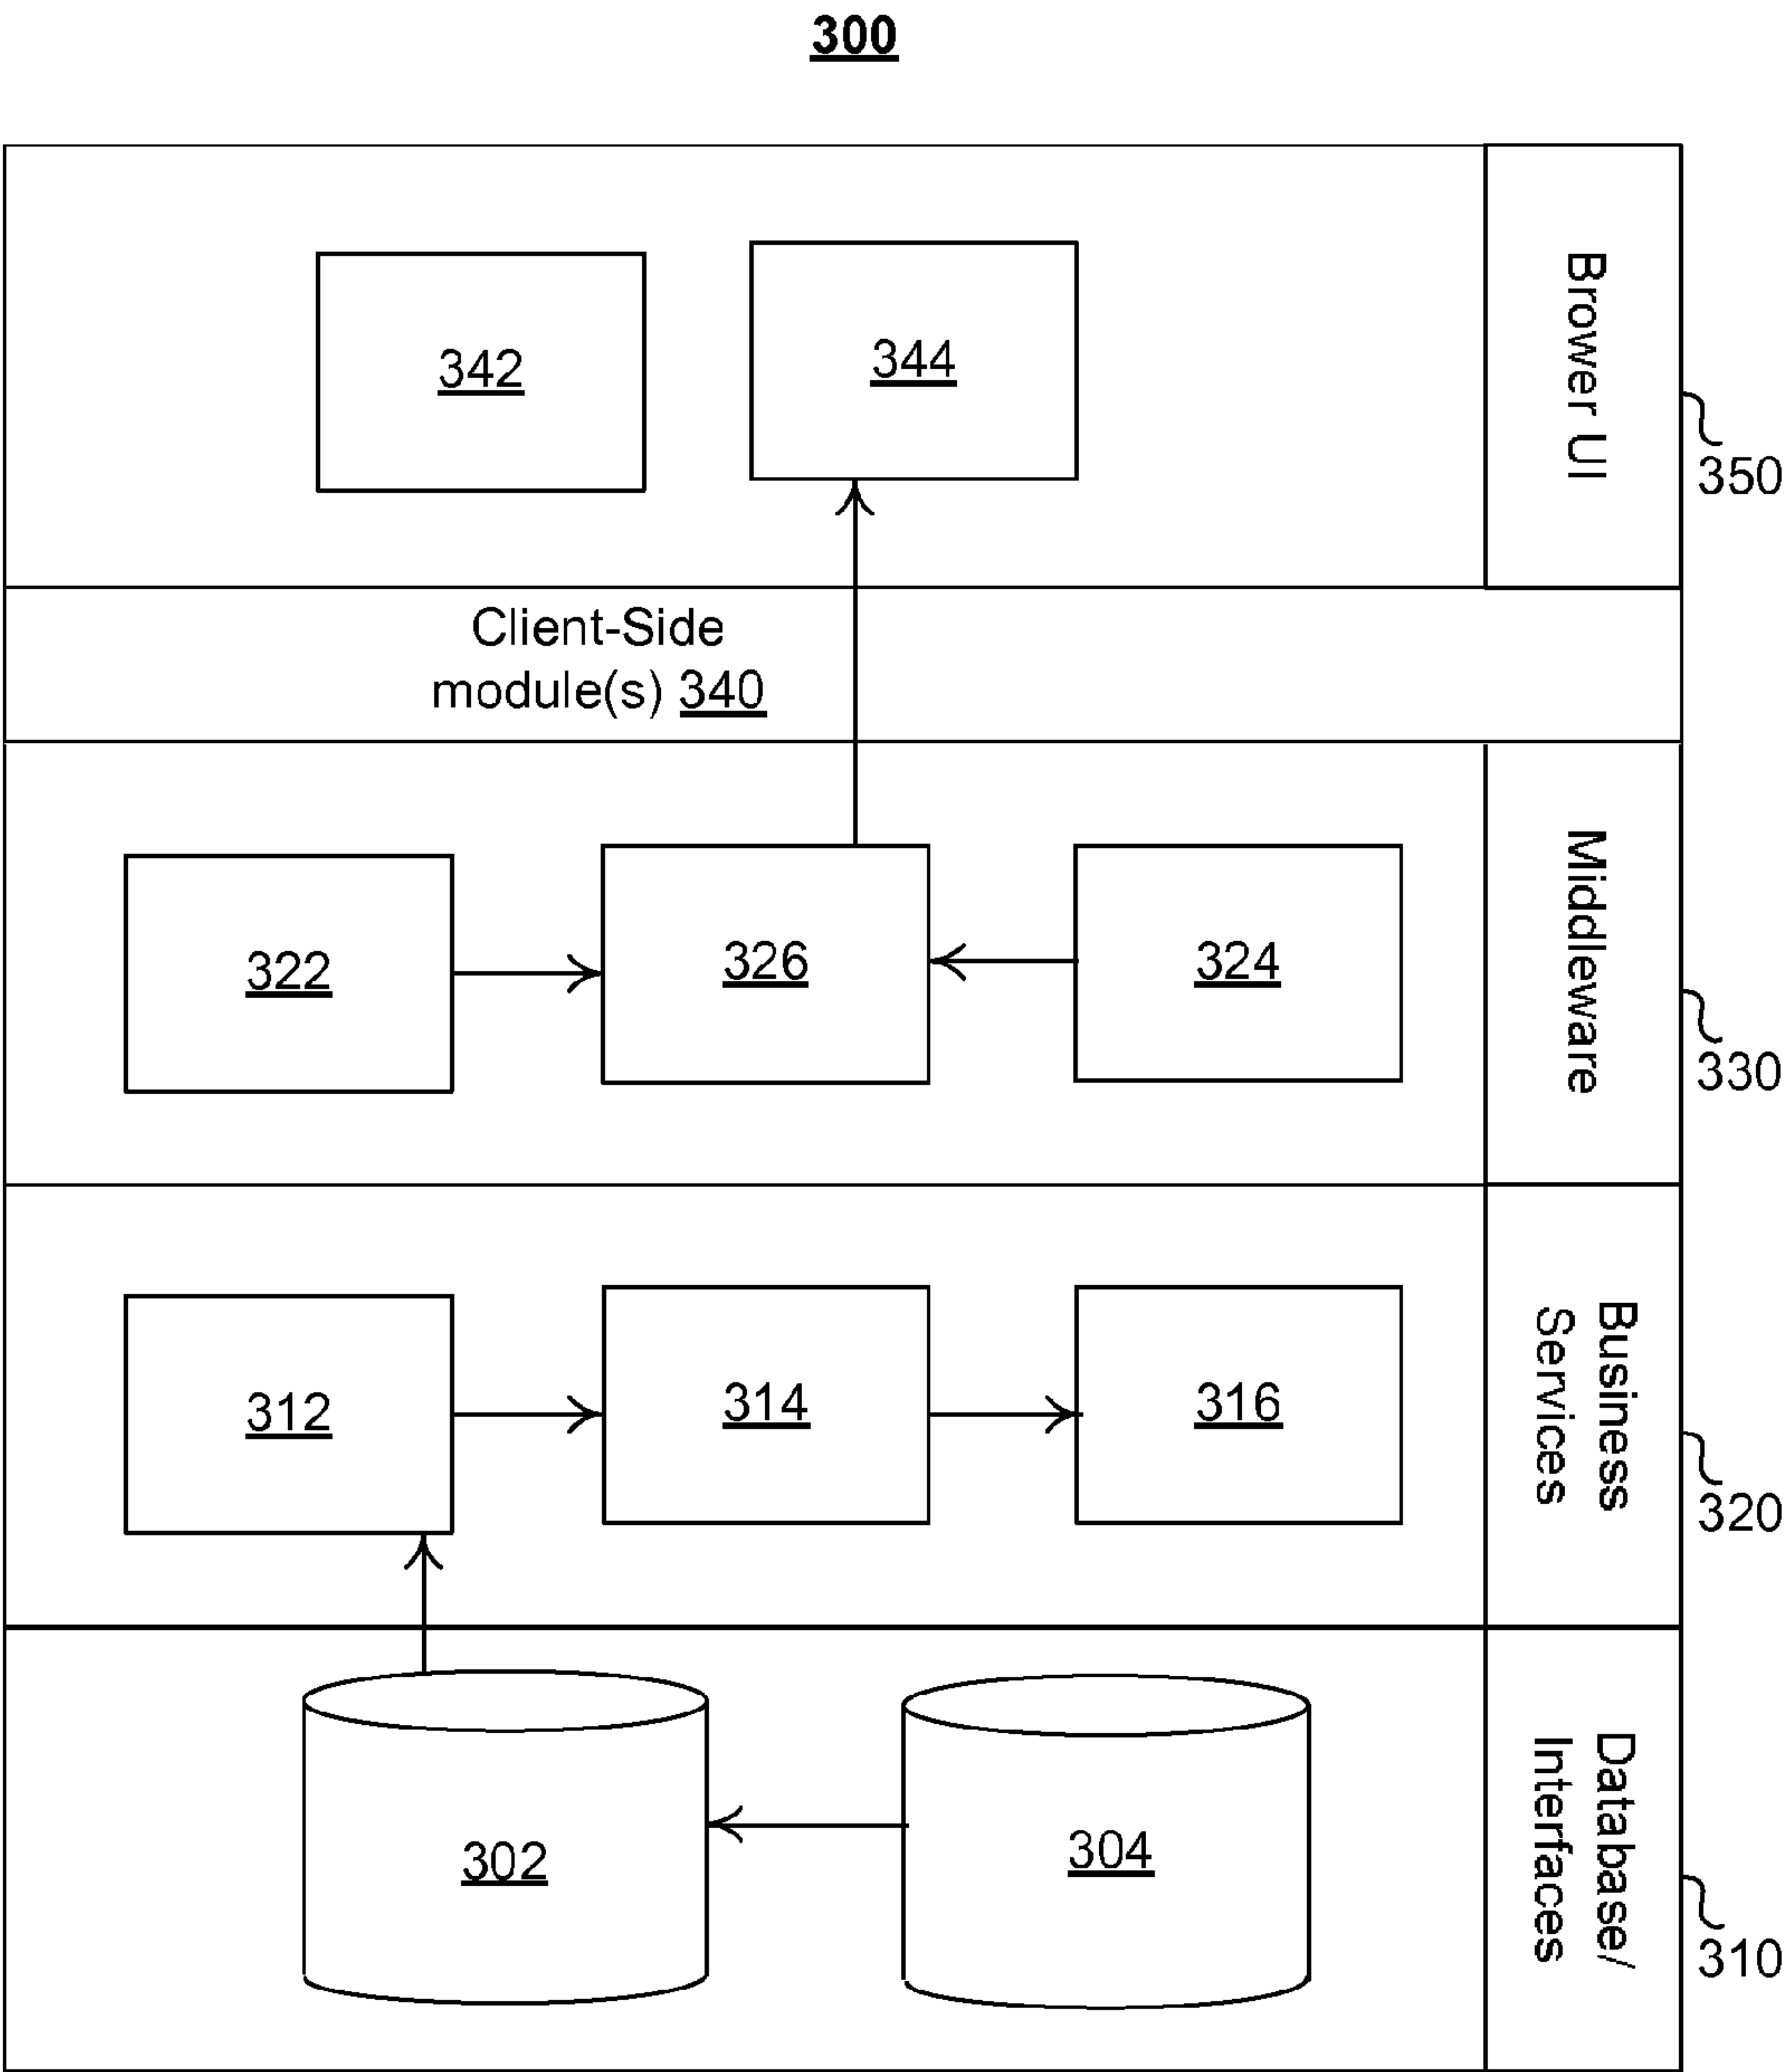 300
342
344
Brower UI
350
Client-Side
module(s) 340
322
326
324
Middleware
330
312
314
316
Business
Services
320
302
304
Database/
Interfaces
310